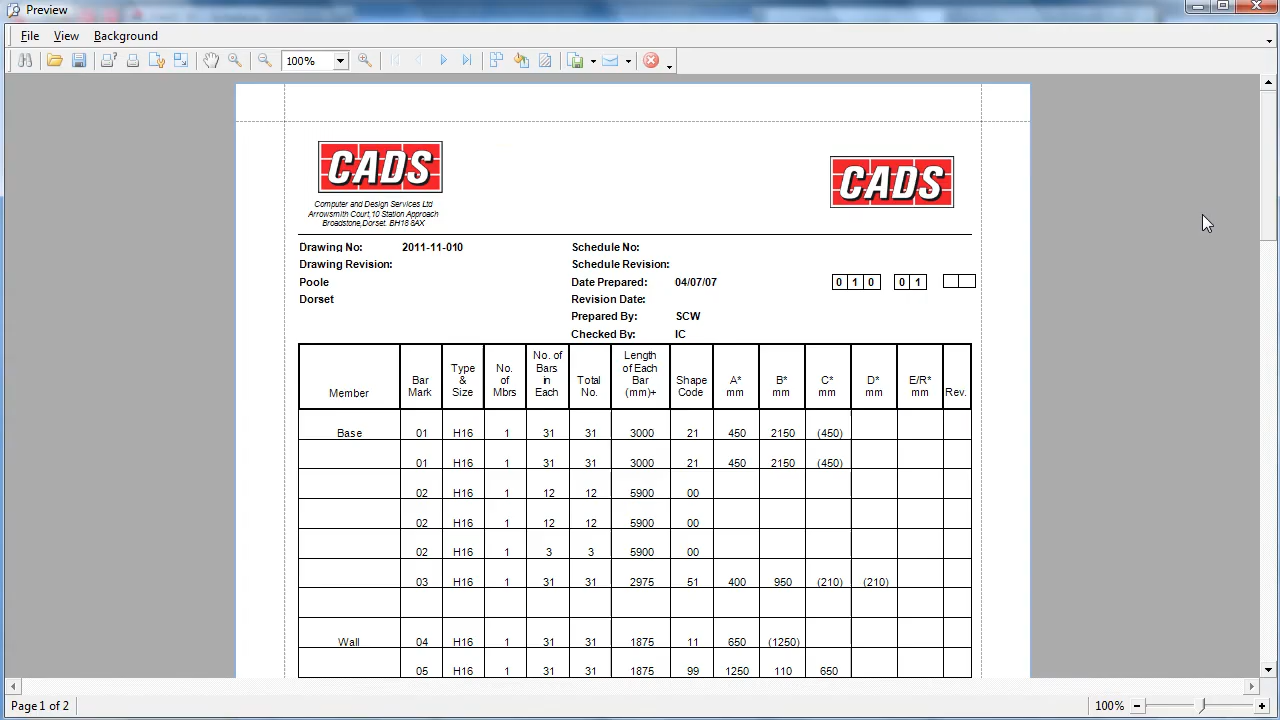 Preview
File View Background
100%
CADS
CADS
Computer and Design Services Ltd
Arrowsmith Court,10 Station Approach
Broadstone,Dorset. BH18 8AX
Drawing No: 2011-11-010 Schedule No:
Drawing Revision: Schedule Revision:
Poole Date Prepared: 04/07/07 0 1 0 0 1
Dorset Revision Date:
Prepared By: SCW
Checked By: IC
Member Bar Mark Type & Size No. of Mbrs No. of Bars in Each Total No. Length of Each Bar (mm)+ Shape Code A* mm B* mm C* mm D* mm E/R* mm Rev.
Base 01 H16 1 31 31 3000 21 450 2150 (450)
01 H16 1 31 31 3000 21 450 2150 (450)
02 H16 1 12 12 5900 00
02 H16 1 12 12 5900 00
02 H16 1 3 3 5900 00
03 H16 1 31 31 2975 51 400 950 (210) (210)
Wall 04 H16 1 31 31 1875 11 650 (1250)
05 H16 1 31 31 1875 99 1250 110 650
Page 1 of 2 100%